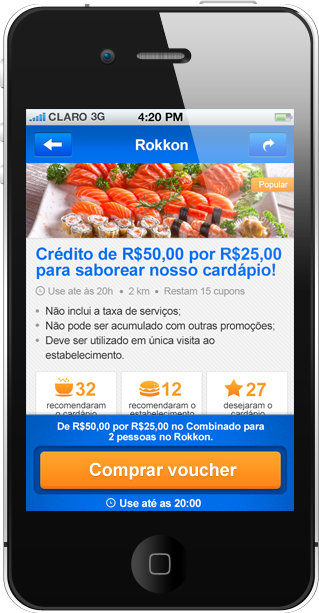 CLARO 3G 4:20 PM
Rokkon
Popular
Crédito de R$50,00 por R$25,00
para saborear nosso cardápio!
Use ate às 20h • 2 km • Restam 15 cupons
• Não inclui a taxa de serviços;
• Não pode ser acumulado com outras promoções;
• Deve ser utilizado em única visita ao
estabelecimento.
32 12 27
recomendaram recomendaram desejaram o
o cardápio o estabelecimento cardápio
De R$50,00 por R$25,00 no Combinado para
2 pessoas no Rokkon.
Comprar voucher
Use até as 20:00